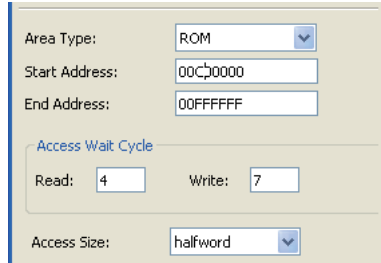 Area Type: ROM
Start Address: 00C00000
End Address: 00FFFFFF
Access Wait Cycle
Read: 4 Write: 7
Access Size: halfword